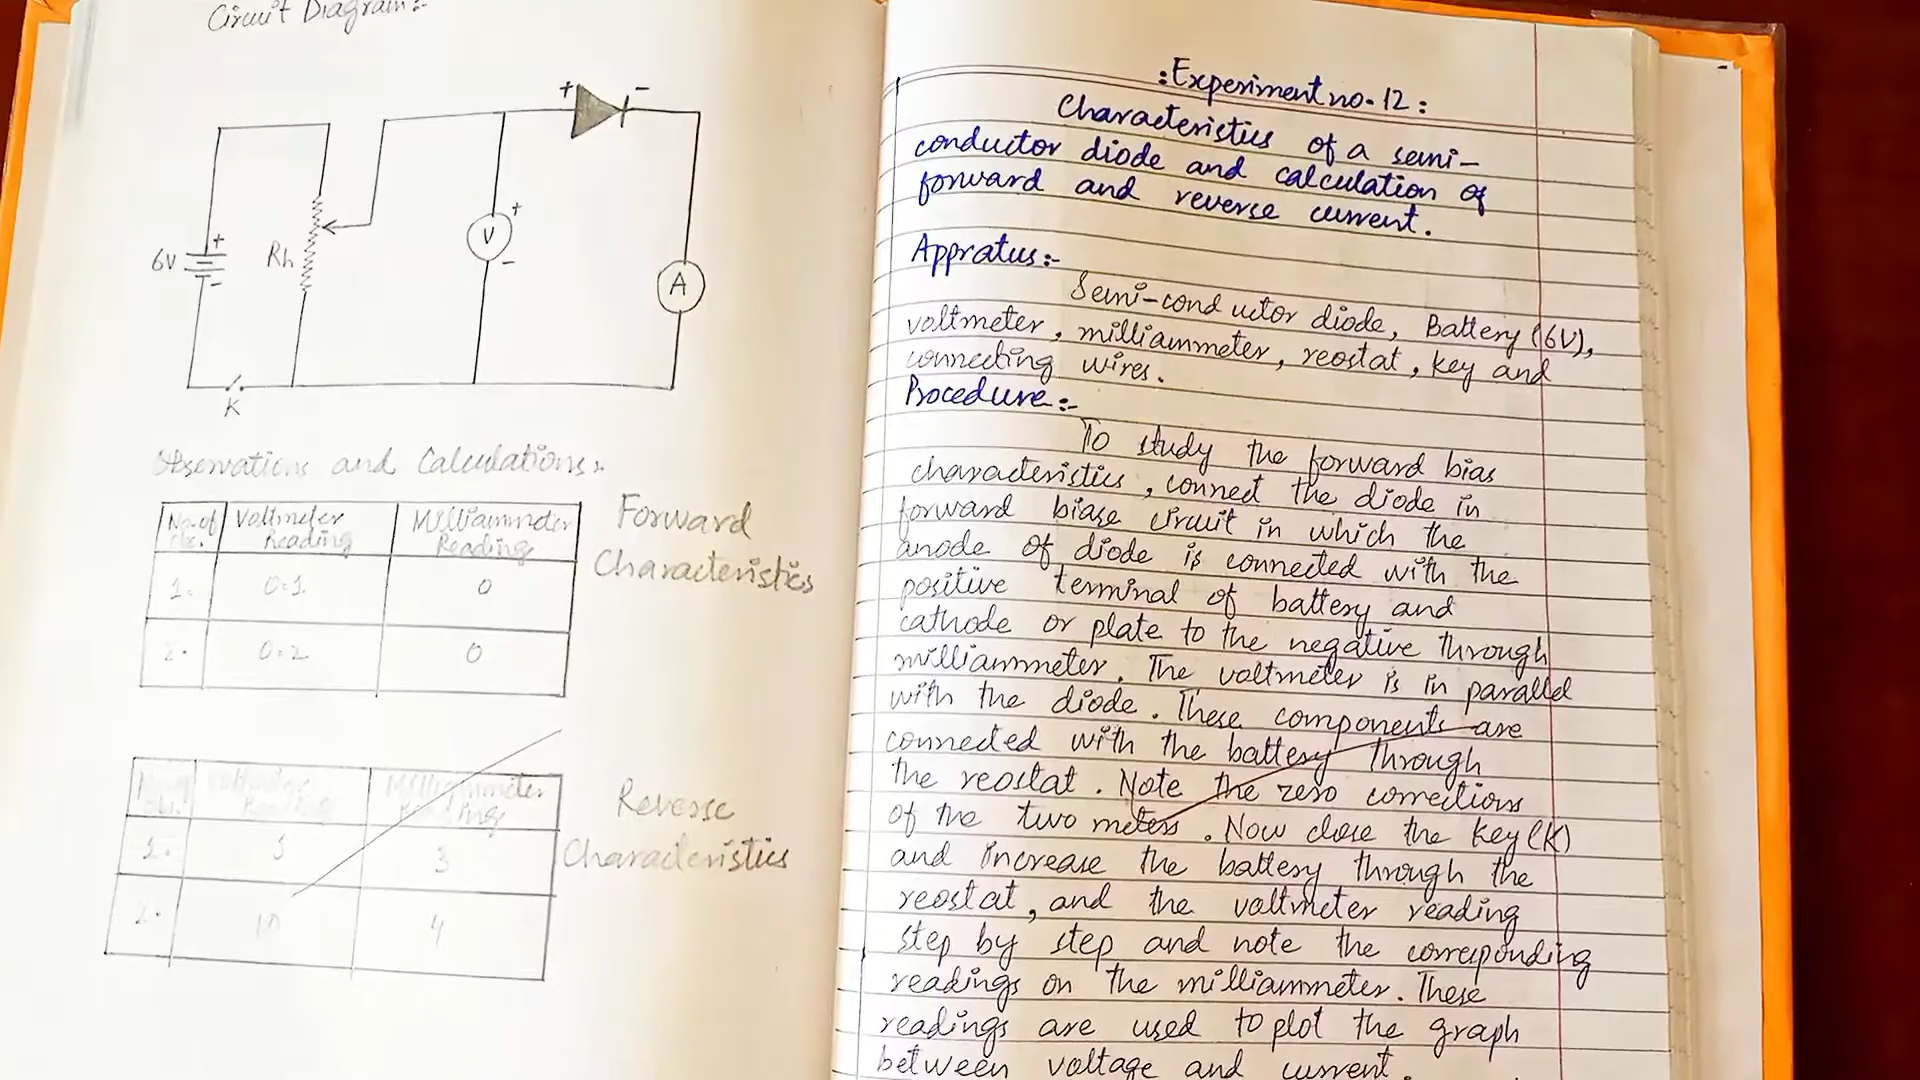 Circuit Diagram:-
+ -
6V
+
-
Rh
V
+
-
A
K
Observations and Calculations:-
No. of obs. Voltmeter Reading Milliammeter Readings
1. 0.1 0
2. 0.2 0
Forward
Characteristics
No. of obs. Voltmeter Reading Milliammeter Readings
1. 3
2. 10 4
Reverse
Characteristics
:Experiment no. 12:
Characteristics of a semi-
conductor diode and calculation of
forward and reverse current.
Appratus:-
Semi-conductor diode, Battery (6V),
voltmeter, milliammeter, reostat, key and
connecting wires.
Procedure:-
To study the forward bias
characteristics, connect the diode in
forward biase circuit in which the
anode of diode is connected with the
positive terminal of battery and
cathode or plate to the negative through
milliammeter. The voltmeter is in parallel
with the diode. These components are
connected with the battery through
the reostat. Note the zero corrections
of the two meters. Now close the key (K)
and increase the battery through the
reostat, and the voltmeter reading
step by step and note the correponding
readings on the milliammeter. These
readings are used to plot the graph
between voltage and current.